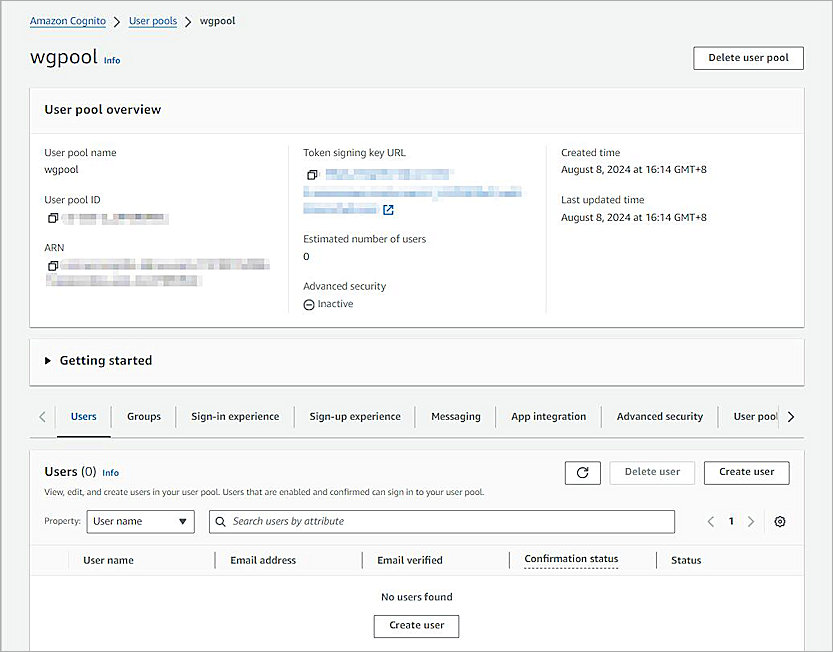 Amazon Cognito > User pools > wgpool
wgpool Info
Delete user pool
User pool overview
User pool name
wgpool
User pool ID
ARN
Token signing key URL
Estimated number of users
0
Advanced security
Inactive
Created time
August 8, 2024 at 16:14 GMT+8
Last updated time
August 8, 2024 at 16:14 GMT+8
Getting started
Users Groups Sign-in experience Sign-up experience Messaging App integration Advanced security User pool
Users (0) Info
Delete user Create user
View, edit, and create users in your user pool. Users that are enabled and confirmed can sign in to your user pool.
Property: User name Search users by attribute 1
User name Email address Email verified Confirmation status Status
No users found
Create user